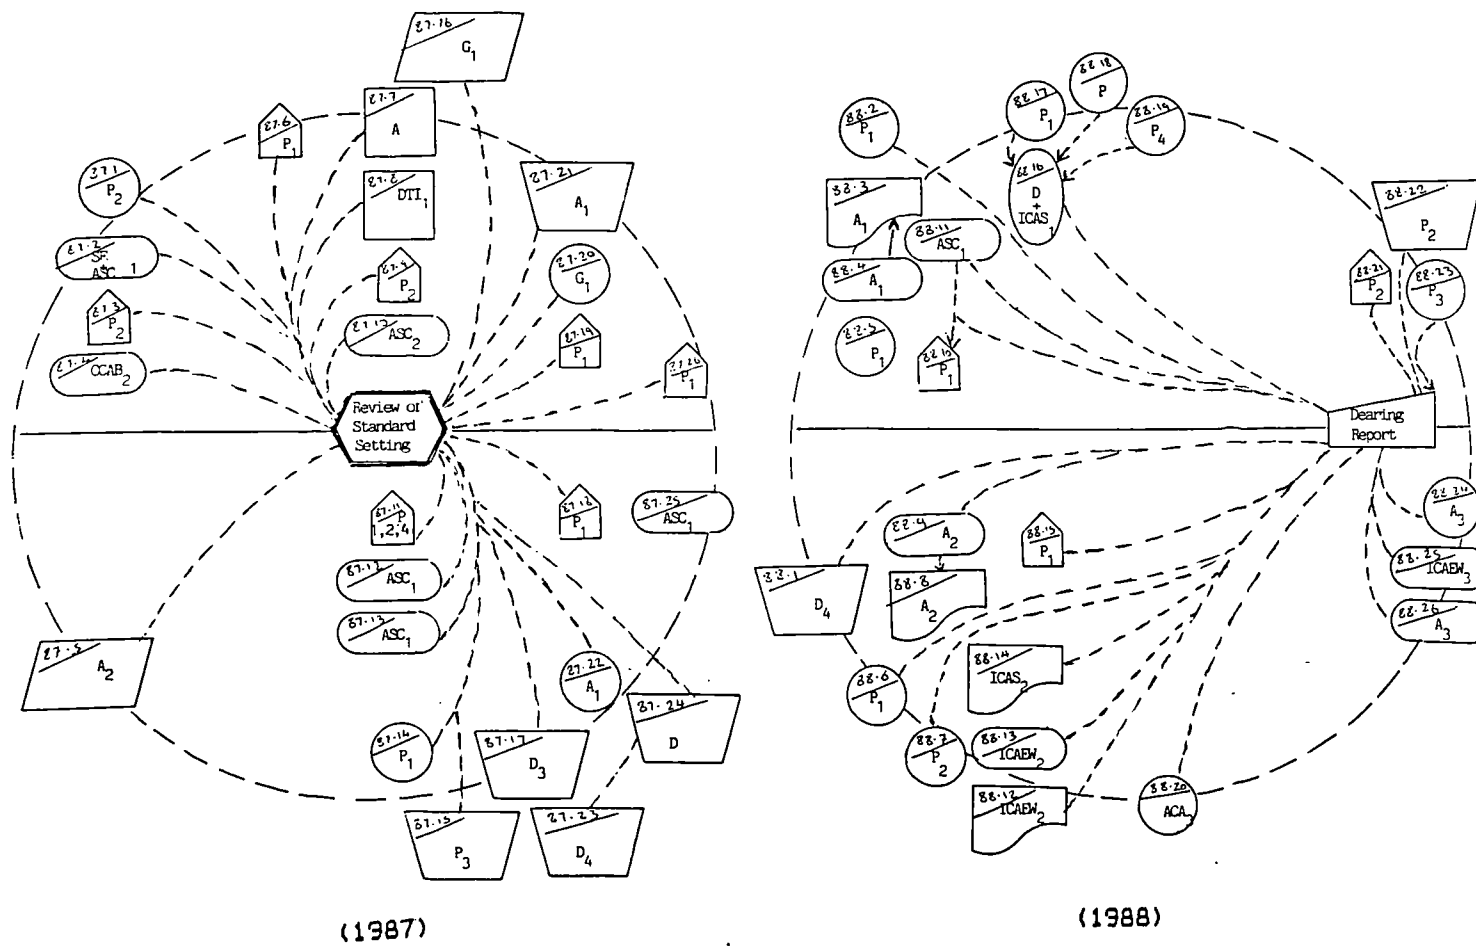 87.16
G1
87.7
A
87.6
P1
87.1
P2
87.8
DTI1
87.21
A1
87.2
SE
+
ASC 1
87.9
P2
87.20
G1
87.3
P2
87.10
ASC2
87.19
P1
87.4
CCAB2
87.26
P1
Review of
Standard
Setting
87.11
P
1,2,4
87.18
P1
87.25
ASC1
87.12
ASC1
87.13
ASC1
87.5
A2
87.22
A1
87.24
D
87.14
P1
87.17
D3
87.15
P3
87.23
D4
(1987)
88.18
P
88.17
P1
88.19
P4
88.2
P1
88.16
D
+
ICAS1
88.3
A1
88.11
ASC1
88.22
P2
88.4
A1
88.21
P2
88.23
P3
88.5
P1
88.10
P1
Dearing
Report
88.24
A3
88.9
A2
88.15
P1
88.25
ICAEW3
88.1
D4
88.8
A2
88.26
A3
88.14
ICAS2
88.6
P1
88.7
P2
88.13
ICAEW2
88.12
ICAEW2
88.20
ACA3
(1988)